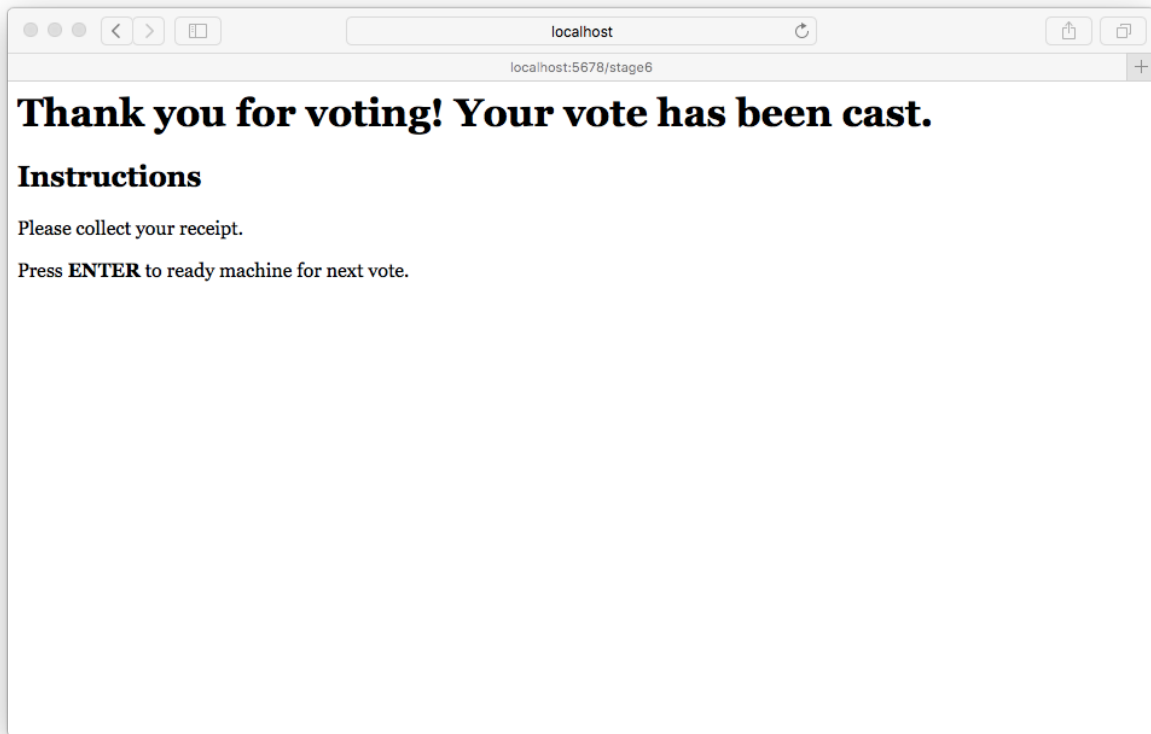 localhost
localhost:5678/stage6
Thank you for voting! Your vote has been cast.
Instructions
Please collect your receipt.
Press ENTER to ready machine for next vote.